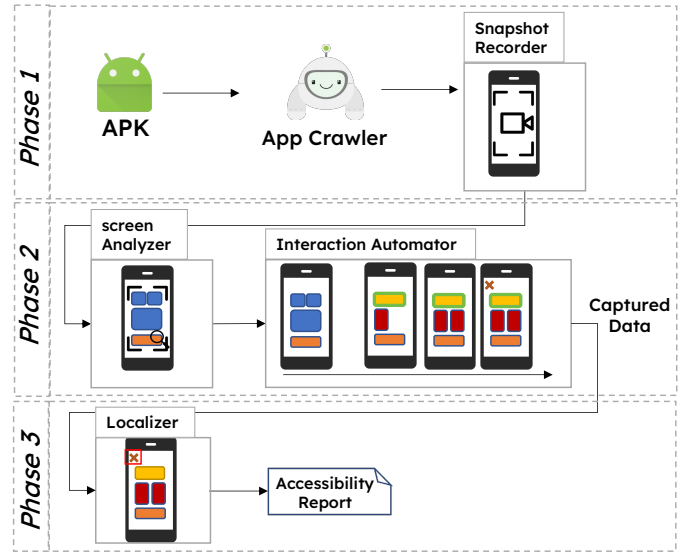 Phase 1
APK
App Crawler
Snapshot
Recorder
Phase 2
screen
Analyzer
Interaction Automator
Captured
Data
Phase 3
Localizer
Accessibility
Report